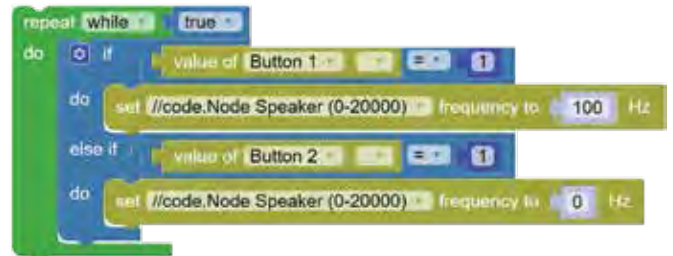 repeat while true
do if value of Button 1 = 1
do set //code.Node Speaker (0-20000) frequency to 100 Hz
else if value of Button 2 = 1
do set //code.Node Speaker (0-20000) frequency to 0 Hz